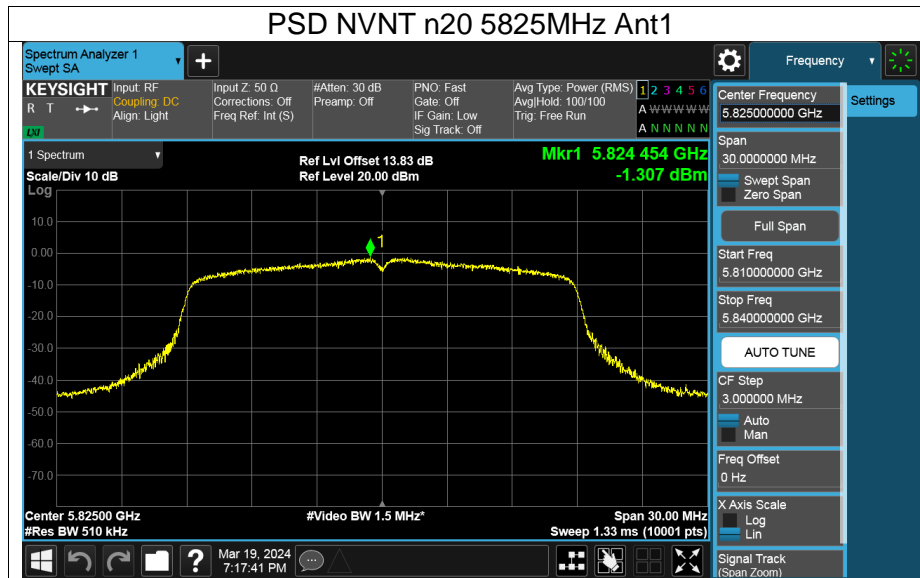 PSD NVNT n20 5825MHz Ant1
Spectrum Analyzer 1
Swept SA
+
Frequency
KEYSIGHT
R T
LXI
Input: RF
Coupling: DC
Align: Light
Input Z: 50 Ω
Corrections: Off
Freq Ref: Int (S)
#Atten: 30 dB
Preamp: Off
PNO: Fast
Gate: Off
IF Gain: Low
Sig Track: Off
Avg Type: Power (RMS)
Avg|Hold: 100/100
Trig: Free Run
1 2 3 4 5 6
A W W W W W
A N N N N N
1 Spectrum
Scale/Div 10 dB
Ref Lvl Offset 13.83 dB
Ref Level 20.00 dBm
Mkr1 5.824 454 GHz
-1.307 dBm
Log
10.0
0.00
-10.0
-20.0
-30.0
-40.0
-50.0
-60.0
-70.0
1
Center 5.82500 GHz
#Res BW 510 kHz
#Video BW 1.5 MHz*
Span 30.00 MHz
Sweep 1.33 ms (10001 pts)
?
Mar 19, 2024
7:17:41 PM
Center Frequency
5.825000000 GHz
Span
30.0000000 MHz
Swept Span
Zero Span
Full Span
Start Freq
5.810000000 GHz
Stop Freq
5.840000000 GHz
AUTO TUNE
CF Step
3.000000 MHz
Auto
Man
Freq Offset
0 Hz
X Axis Scale
Log
Lin
Signal Track
(Span Zoom)
Settings